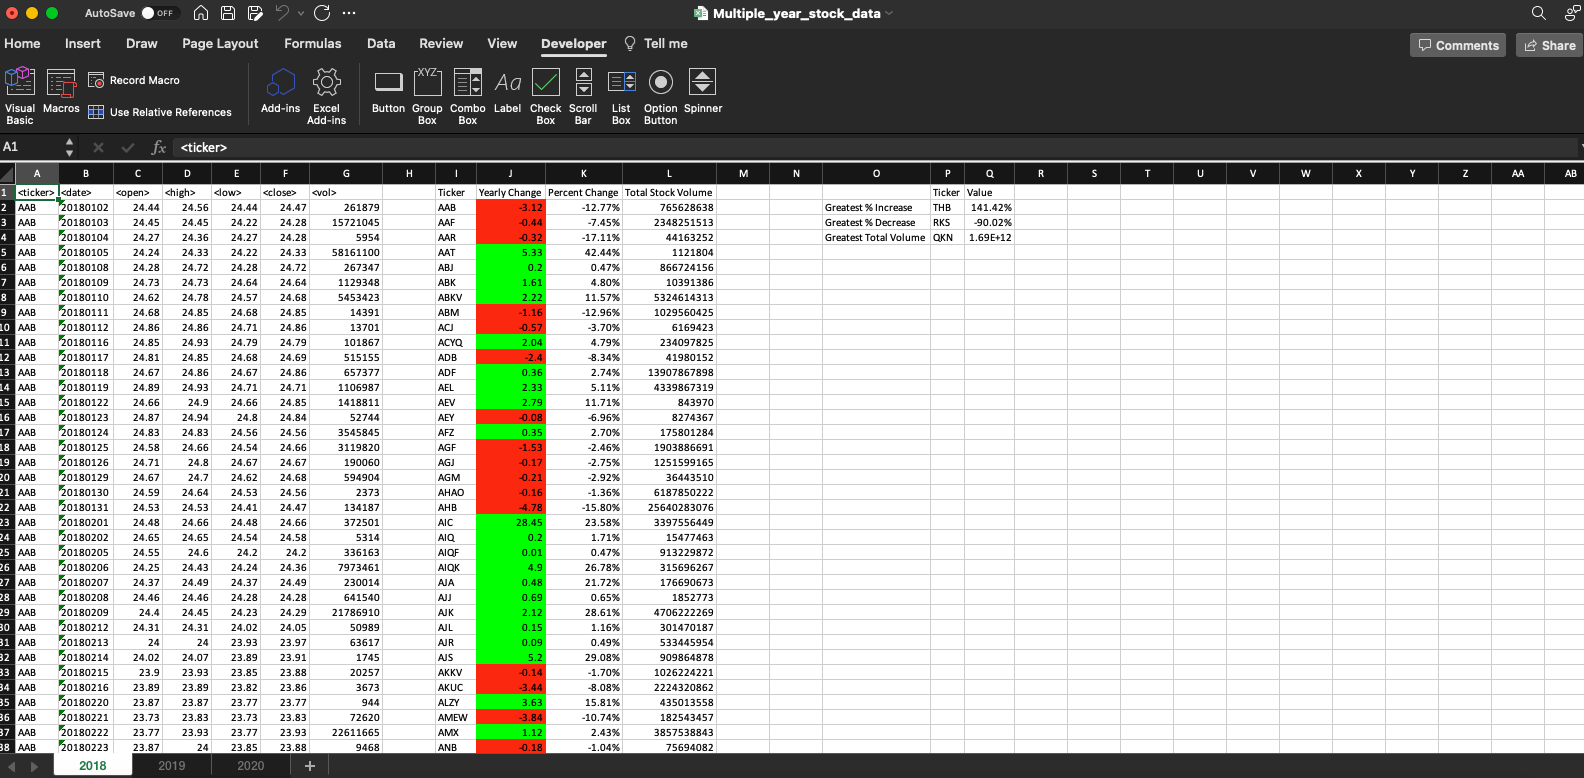 AutoSave OFF Multiple_year_stock_data
Home Insert Draw Page Layout Formulas Data Review View Developer Tell me Comments Share
Visual Basic Macros Record Macro Use Relative References Add-ins Excel Add-ins Button Group Box Combo Box Label Check Box Scroll Bar List Box Option Button Spinner
A1 fx <ticker>
A B C D E F G H I J K L M N O P Q R S T U V W X Y Z AA AB
1 <ticker> <date> <open> <high> <low> <close> <vol> Ticker Yearly Change Percent Change Total Stock Volume Ticker Value
2 AAB 20180102 24.44 24.56 24.44 24.47 261879 AAB -3.12 -12.77% 765628638 Greatest % Increase THB 141.42%
3 AAB 20180103 24.45 24.45 24.22 24.28 15721045 AAF -0.44 -7.45% 2348251513 Greatest % Decrease RKS -90.02%
4 AAB 20180104 24.27 24.36 24.27 24.28 5954 AAR -0.32 -17.11% 44163252 Greatest Total Volume QKN 1.69E+12
5 AAB 20180105 24.24 24.33 24.22 24.33 58161100 AAT 5.33 42.44% 1121804
6 AAB 20180108 24.28 24.72 24.28 24.72 267347 ABJ 0.2 0.47% 866724156
7 AAB 20180109 24.73 24.73 24.64 24.64 1129348 ABK 1.61 4.80% 10391386
8 AAB 20180110 24.62 24.78 24.57 24.68 5453423 ABKV 2.22 11.57% 5324614313
9 AAB 20180111 24.68 24.85 24.68 24.85 14391 ABM -1.16 -12.96% 1029560425
10 AAB 20180112 24.86 24.86 24.71 24.86 13701 ACJ -0.57 -3.70% 6169423
11 AAB 20180116 24.85 24.93 24.79 24.79 101867 ACYQ 2.04 4.79% 234097825
12 AAB 20180117 24.81 24.85 24.68 24.69 515155 ADB -2.4 -8.34% 41980152
13 AAB 20180118 24.67 24.86 24.67 24.86 657377 ADF 0.36 2.74% 13907867898
14 AAB 20180119 24.89 24.93 24.71 24.71 1106987 AEL 2.33 5.11% 4339867319
15 AAB 20180122 24.66 24.9 24.66 24.85 1418811 AEV 2.79 11.71% 843970
16 AAB 20180123 24.87 24.94 24.8 24.84 52744 AEY -0.08 -6.96% 8274367
17 AAB 20180124 24.83 24.83 24.56 24.56 3545845 AFZ 0.35 2.70% 175801284
18 AAB 20180125 24.58 24.66 24.54 24.66 3119820 AGF -1.53 -2.46% 1903886691
19 AAB 20180126 24.71 24.8 24.67 24.67 190060 AGJ -0.17 -2.75% 1251599165
20 AAB 20180129 24.67 24.7 24.62 24.68 594904 AGM -0.21 -2.92% 36443510
21 AAB 20180130 24.59 24.64 24.53 24.56 2373 AHAO -0.16 -1.36% 6187850222
22 AAB 20180131 24.53 24.53 24.41 24.47 134187 AHB -4.78 -15.80% 25640283076
23 AAB 20180201 24.48 24.66 24.48 24.66 372501 AIC 28.45 23.58% 3397556449
24 AAB 20180202 24.65 24.65 24.54 24.58 5314 AIQ 0.2 1.71% 15477463
25 AAB 20180205 24.55 24.6 24.2 24.2 336163 AIQF 0.01 0.47% 913229872
26 AAB 20180206 24.25 24.43 24.24 24.36 7973461 AIQK 4.9 26.78% 315696267
27 AAB 20180207 24.37 24.49 24.37 24.49 230014 AJA 0.48 21.72% 176690673
28 AAB 20180208 24.46 24.46 24.28 24.28 641540 AJJ 0.69 0.65% 1852773
29 AAB 20180209 24.4 24.45 24.23 24.29 21786910 AJK 2.12 28.61% 4706222269
30 AAB 20180212 24.31 24.31 24.02 24.05 50989 AJL 0.15 1.16% 301470187
31 AAB 20180213 24 24 23.93 23.97 63617 AJR 0.09 0.49% 533445954
32 AAB 20180214 24.02 24.07 23.89 23.91 1745 AJS 5.2 29.08% 909864878
33 AAB 20180215 23.9 23.93 23.85 23.88 20257 AKKV -0.14 -1.70% 1026224221
34 AAB 20180216 23.89 23.89 23.82 23.86 3673 AKUC -3.44 -8.08% 2224320862
35 AAB 20180220 23.87 23.87 23.77 23.77 944 ALZY 3.63 15.81% 435013558
36 AAB 20180221 23.73 23.83 23.73 23.83 72620 AMEW -3.84 -10.74% 182543457
37 AAB 20180222 23.77 23.93 23.77 23.93 22611665 AMX 1.12 2.43% 3857538843
38 AAB 20180223 23.87 24 23.85 23.88 9468 ANB -0.18 -1.04% 75694082
2018 2019 2020 +